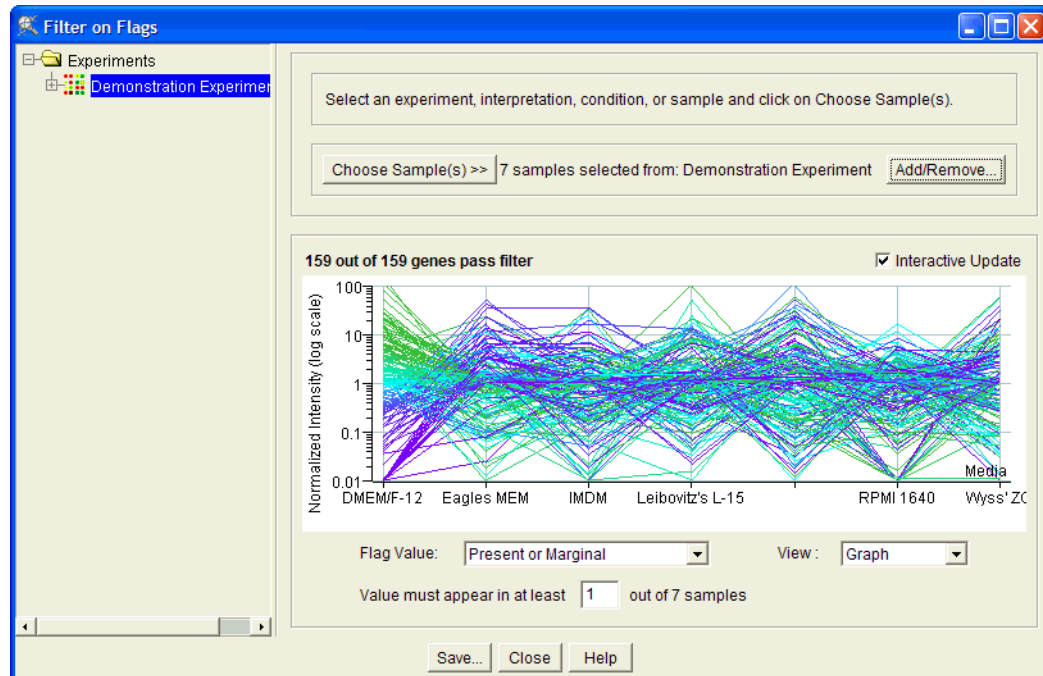 Filter on Flags
Experiments
Demonstration Experimer
Select an experiment, interpretation, condition, or sample and click on Choose Sample(s).
Choose Sample(s) >> 7 samples selected from: Demonstration Experiment Add/Remove...
159 out of 159 genes pass filter Interactive Update
Normalized Intensity (log scale)
100
10
1
0.1
0.01
Media
DMEM/F-12 Eagles MEM IMDM Leibovitz's L-15 RPMI 1640 Wyss' ZC
Flag Value: Present or Marginal View : Graph
Value must appear in at least 1 out of 7 samples
Save... Close Help